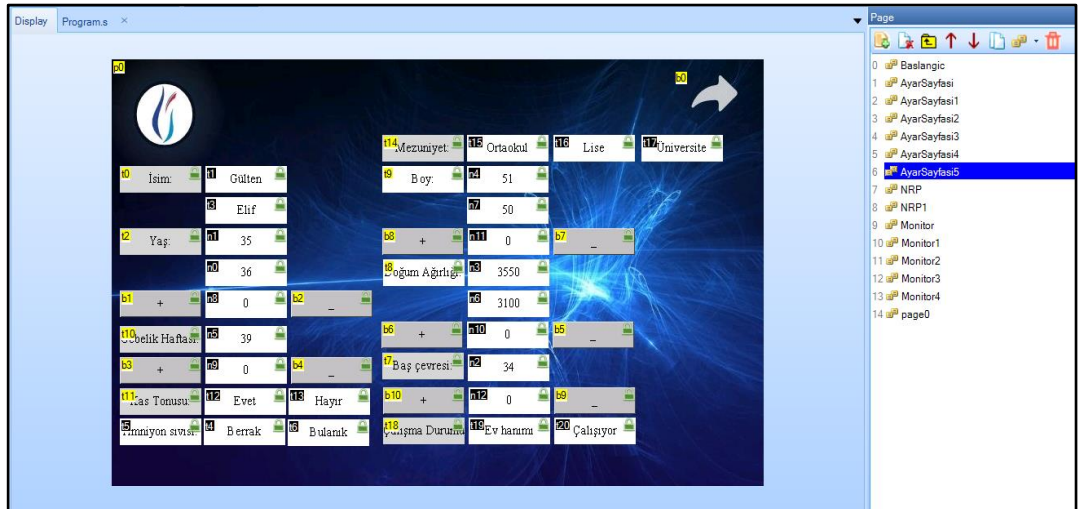 Display Program.s ×
Page
p0
b0
t14 Mezuniyet: t15 Ortaokul t16 Lise t17 Üniversite
t0 İsim: t1 Gülten t9 Boy: n4 51
t3 Elif n7 50
t2 Yaş: n1 35 b8 + n11 0 b7 _
n0 36 t8 Doğum Ağırlığı: n3 3550
b1 + n8 0 b2 _ n6 3100
t10 Gebelik Haftası: n5 39 b6 + n10 0 b5 _
b3 + n9 0 b4 _ t7 Baş çevresi: n2 34
t11 Kas Tonusu: t12 Evet t13 Hayır b10 + n12 0 b9 _
t5 Amniyon sıvısı: t4 Berrak t6 Bulanık t18 Çalışma Durumu t19 Ev hanımı t20 Çalışıyor
0 Baslangic
1 AyarSayfasi
2 AyarSayfasi1
3 AyarSayfasi2
4 AyarSayfasi3
5 AyarSayfasi4
6 AyarSayfasi5
7 NRP
8 NRP1
9 Monitor
10 Monitor1
11 Monitor2
12 Monitor3
13 Monitor4
14 page0